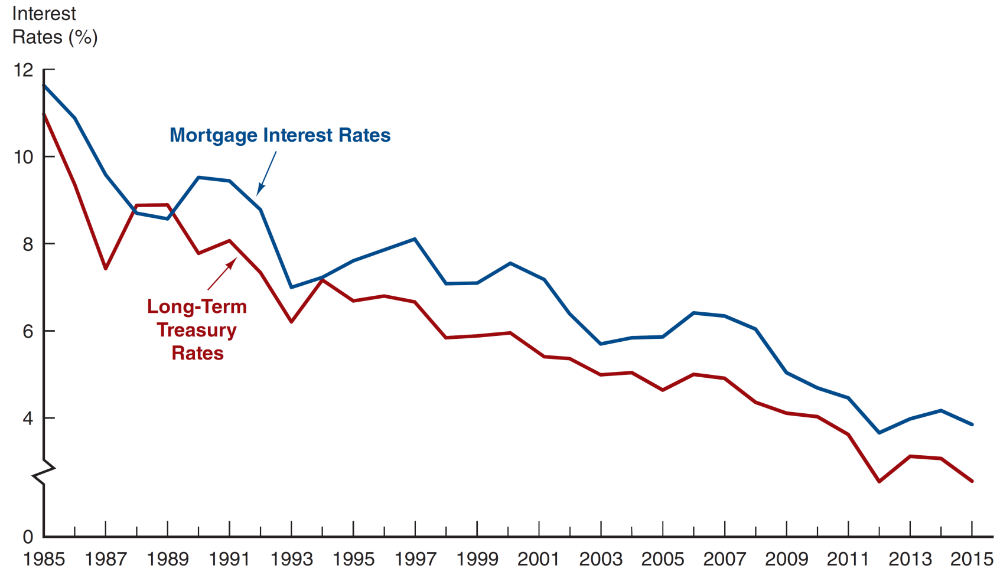 Interest
Rates (%)
12
10
8
6
4
0
Mortgage Interest Rates
Long-Term
Treasury
Rates
1985 1987 1989 1991 1993 1995 1997 1999 2001 2003 2005 2007 2009 2011 2013 2015